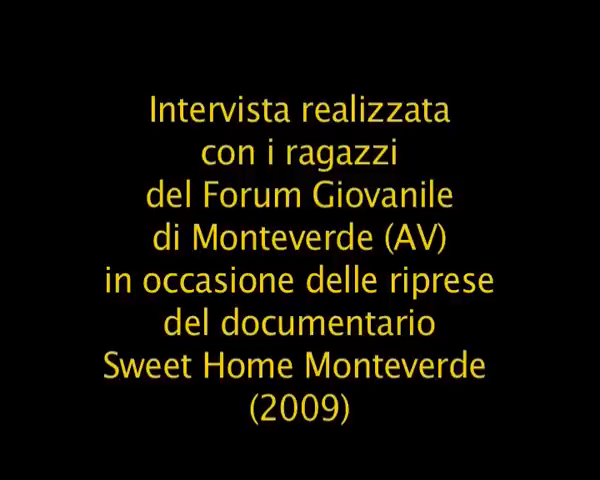 Intervista realizzata
con i ragazzi
del Forum Giovanile
di Monteverde (AV)
in occasione delle riprese
del documentario
Sweet Home Monteverde
(2009)